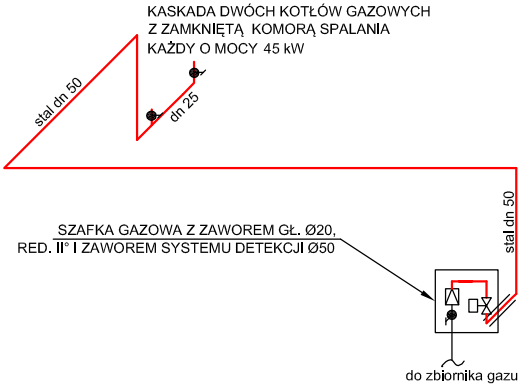 KASKADA DWÓCH KOTŁÓW GAZOWYCH
Z ZAMKNIĘTĄ KOMORĄ SPALANIA
KAŻDY O MOCY 45 kW
stal dn 50
dn 25
stal dn 50
SZAFKA GAZOWA Z ZAWOREM GŁ. Ø20,
RED. II° I ZAWOREM SYSTEMU DETEKCJI Ø50
do zbiornika gazu